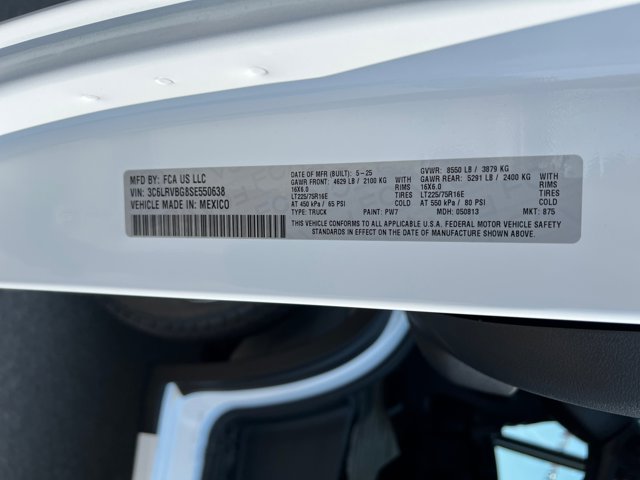 MFD BY: FCA US LLC
VIN: 3C6LRVBG8SE550638
VEHICLE MADE IN: MEXICO
DATE OF MFR (BUILT): 5-25 GVWR: 8550 LB / 3879 KG
GAWR FRONT: 4629 LB / 2100 KG WITH GAWR REAR: 5291 LB / 2400 KG WITH
16X6.0 RIMS 16X6.0 RIMS
LT225/75R16E TIRES LT225/75R16E TIRES
AT 450 kPa / 65 PSI COLD AT 550 kPa / 80 PSI COLD
TYPE: TRUCK PAINT: PW7 MDH: 050813 MKT: 875
THIS VEHICLE CONFORMS TO ALL APPLICABLE U.S.A. FEDERAL MOTOR VEHICLE SAFETY
STANDARDS IN EFFECT ON THE DATE OF MANUFACTURE SHOWN ABOVE.